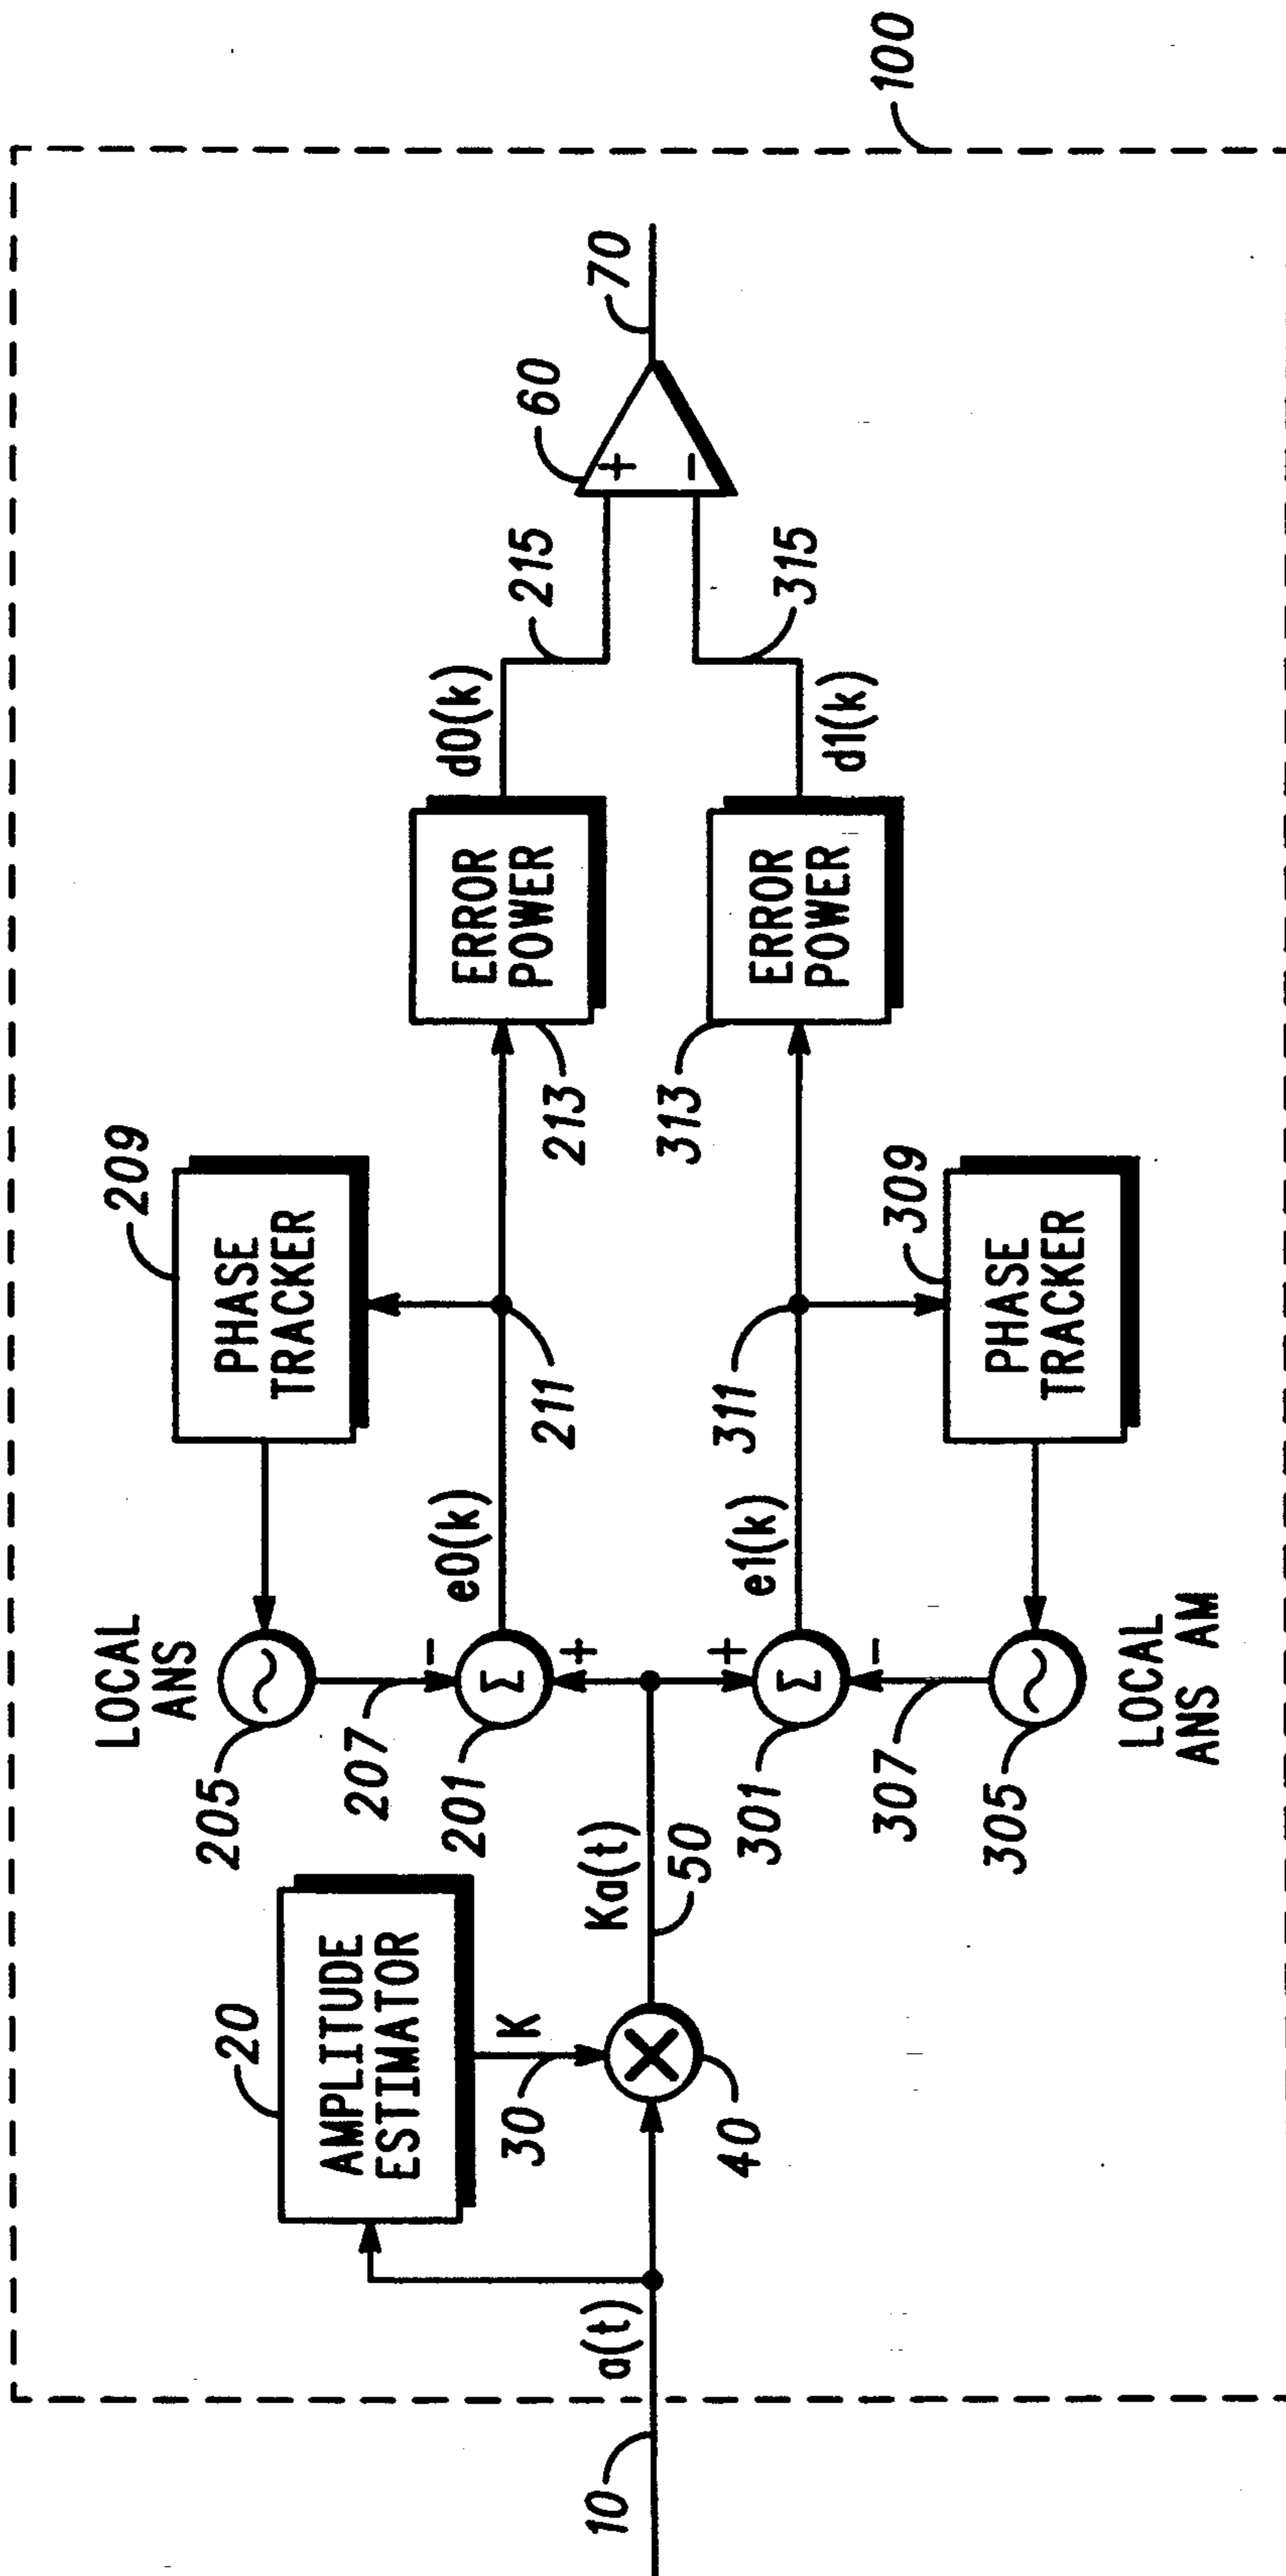 100
LOCAL
ANS
205
207
201
-
Σ
+
e0(k)
209
PHASE
TRACKER
211
213
ERROR
POWER
d0(k)
215
20
AMPLITUDE
ESTIMATOR
30
K
10
a(t)
40
Ka(t)
50
60
+
-
70
+
Σ
-
301
307
305
LOCAL
ANS AM
e1(k)
311
309
PHASE
TRACKER
313
ERROR
POWER
d1(k)
315